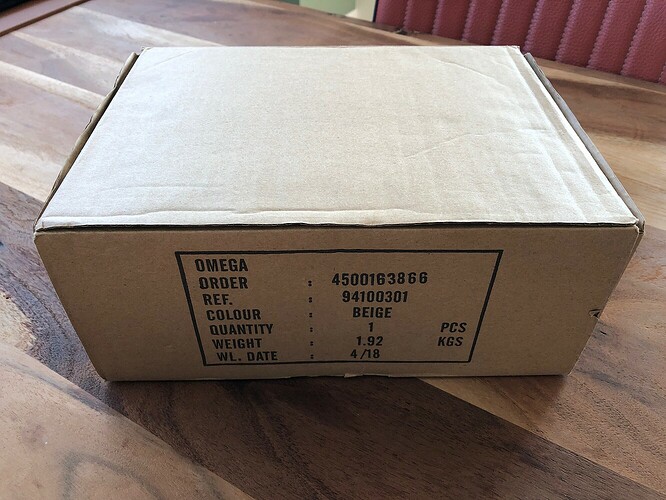 OMEGA
ORDER : 4500163866
REF. : 94100301
COLOUR : BEIGE
QUANTITY : 1 PCS
WEIGHT : 1.92 KGS
WL. DATE : 4/18